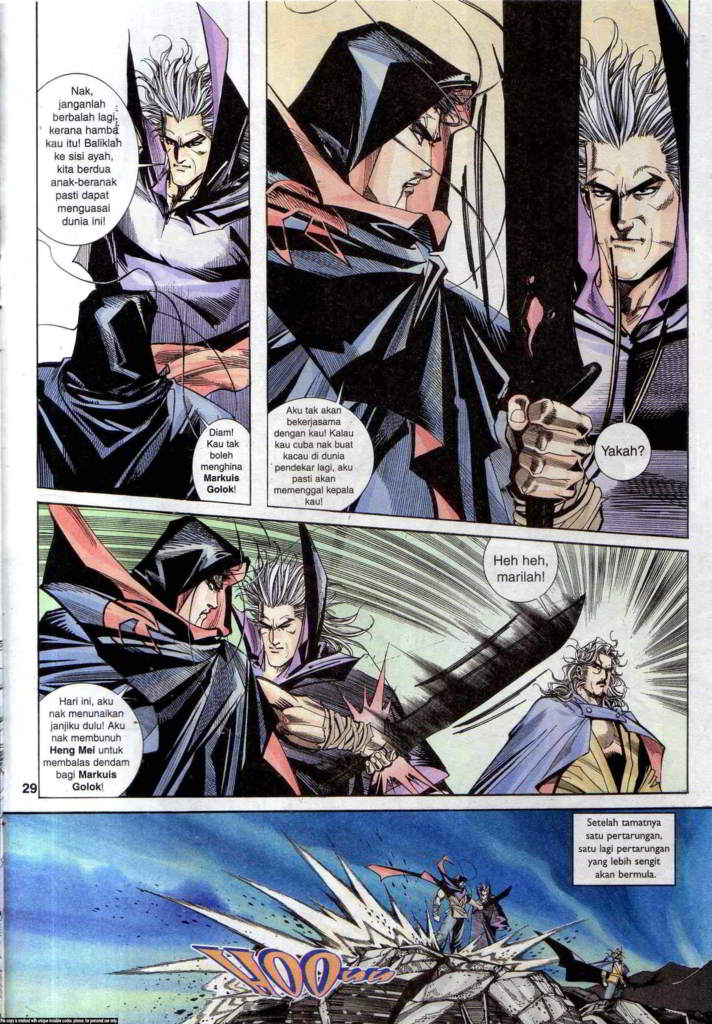 Nak,
janganlah
berbalah lagi
kerana hamba
kau itu! Baliklah
ke sisi ayah,
kita berdua
anak-beranak
pasti dapat
menguasai
dunia ini!
Diam!
Kau tak
boleh
menghina
Markuis
Golok!
Aku tak akan
bekerjasama
dengan kau! Kalau
kau cuba nak buat
kacau di dunia
pendekar lagi, aku
pasti akan
memenggal kepala
kau!
Yakah?
Heh heh,
marilah!
Hari ini, aku
nak menunaikan
janjiku dulu! Aku
nak membunuh
Heng Mei untuk
membalas dendam
bagi Markuis
Golok!
29
Setelah tamatnya
satu pertarungan,
satu lagi pertarungan
yang lebih sengit
akan bermula.